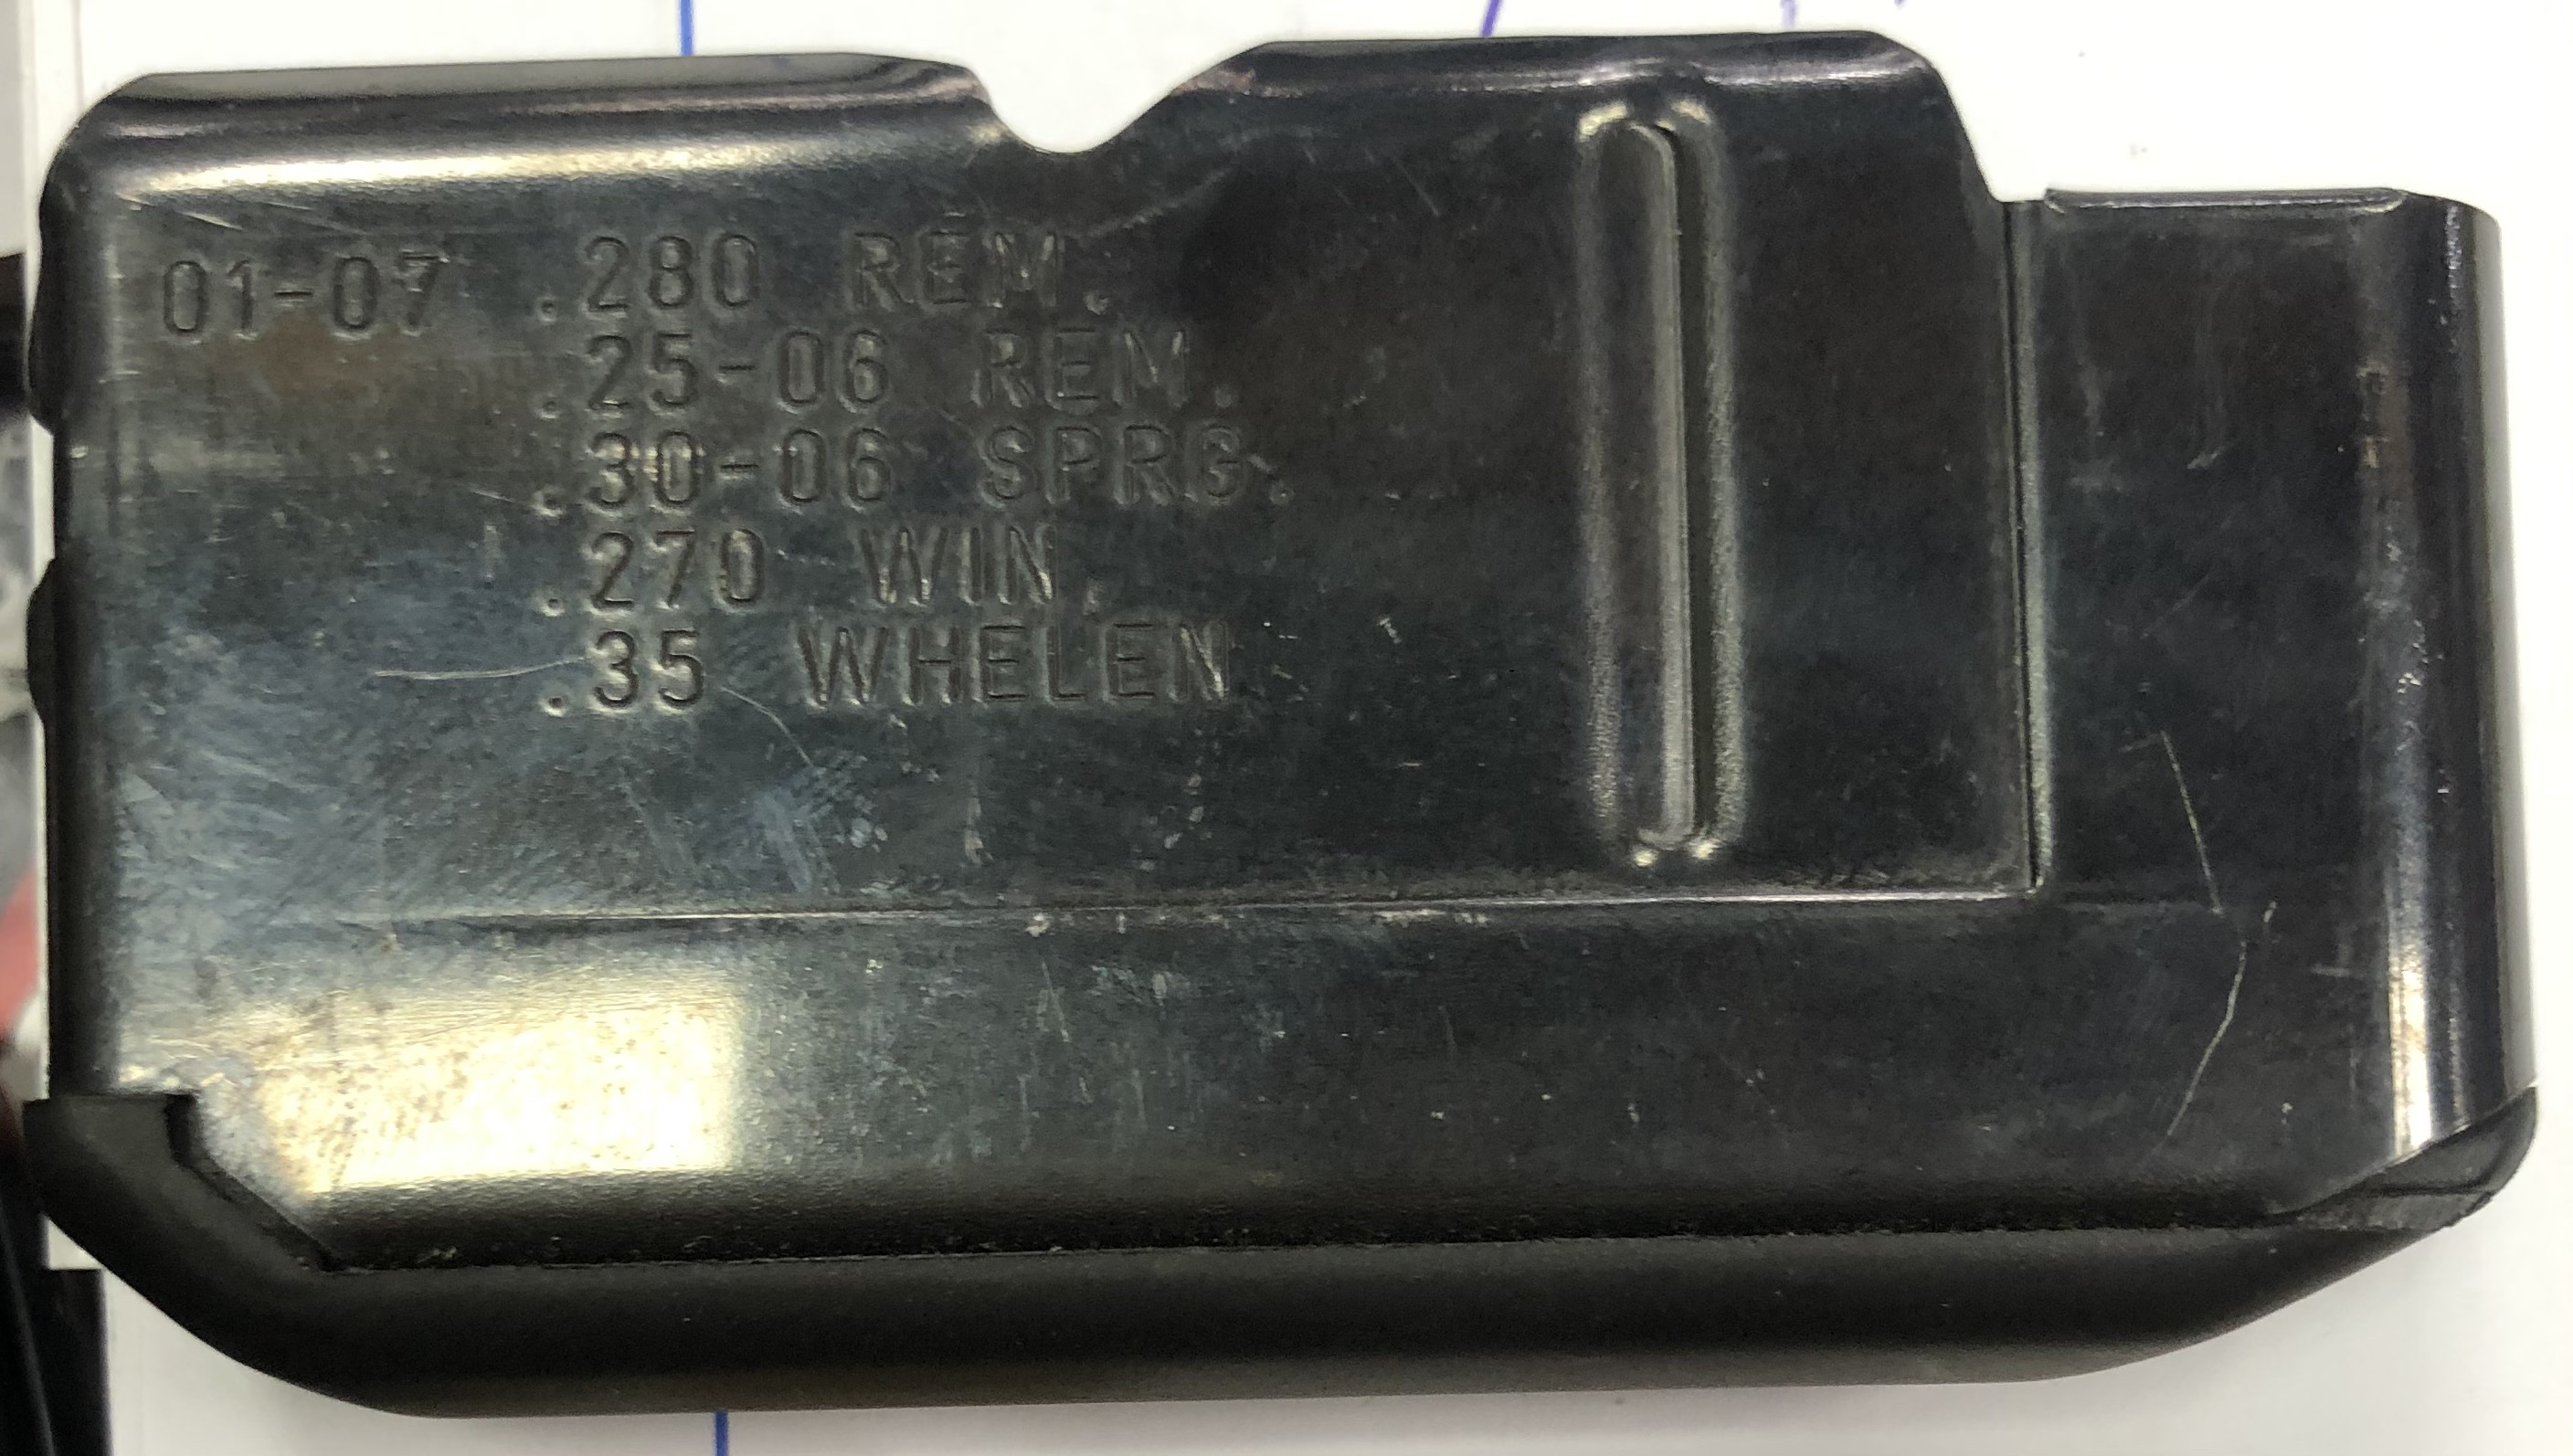 01-07 .280 REM.
.25-06 REM.
.30-06 SPRG.
.270 WIN.
.35 WHELEN